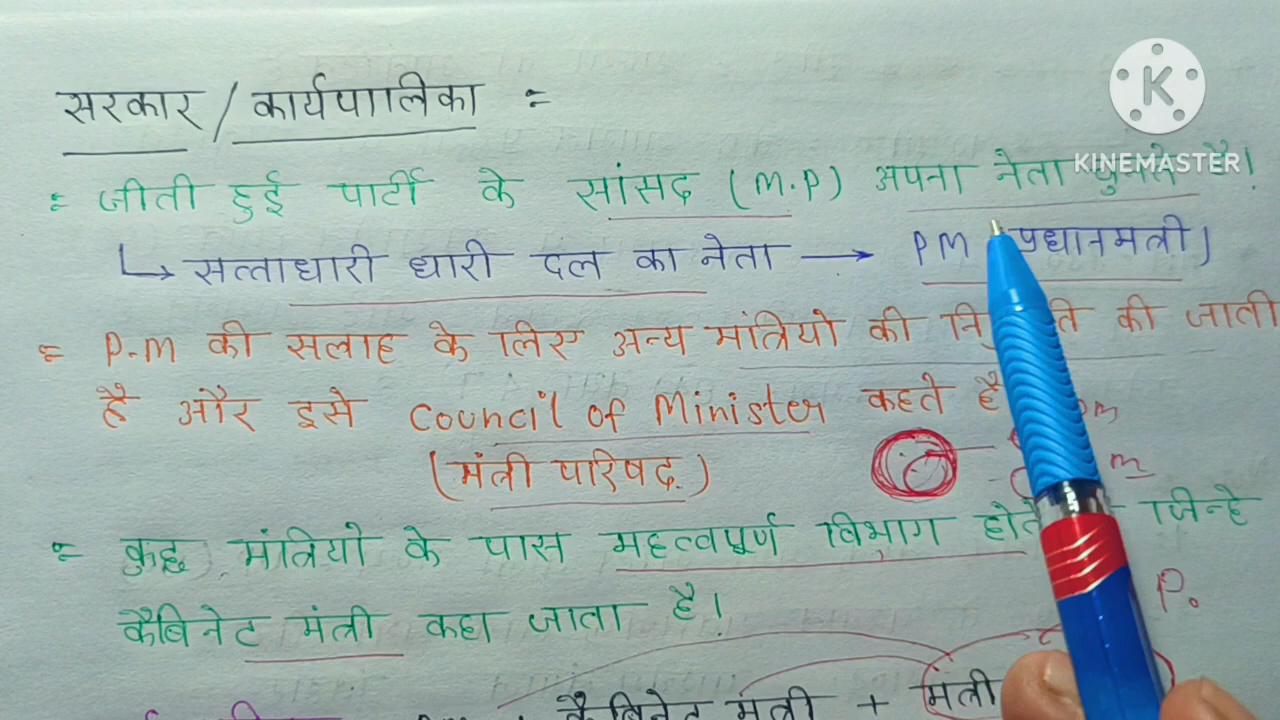 सरकार / कार्यपालिका =
K
KINEMASTER
= जीती हुई पार्टी के सांसद (M.P) अपना नेता है।
↳ सत्ताधारी धारी दल का नेता → PM प्रधानमंत्री)
= P.M की सलाह के लिए अन्य मांत्रियो की की जाती
है और इसे Council of Minister कहते है
(मंत्री परिषद)
= कुछ मंत्रियो के पास महत्वपूर्ण विभाग होते जिन्हे
P.
कैबिनेट मंत्री कहा जाता है।
कैबिनेट मंत्री + मंत्री